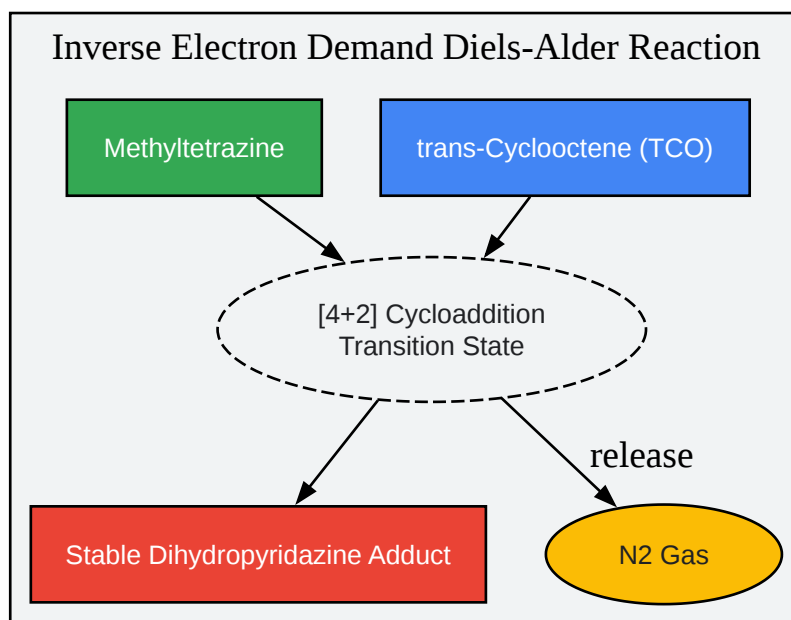 Inverse Electron Demand Diels-Alder Reaction
Methyltetrazine
trans-Cyclooctene (TCO)
[4+2] Cycloaddition
Transition State
release
Stable Dihydropyridazine Adduct
N2 Gas